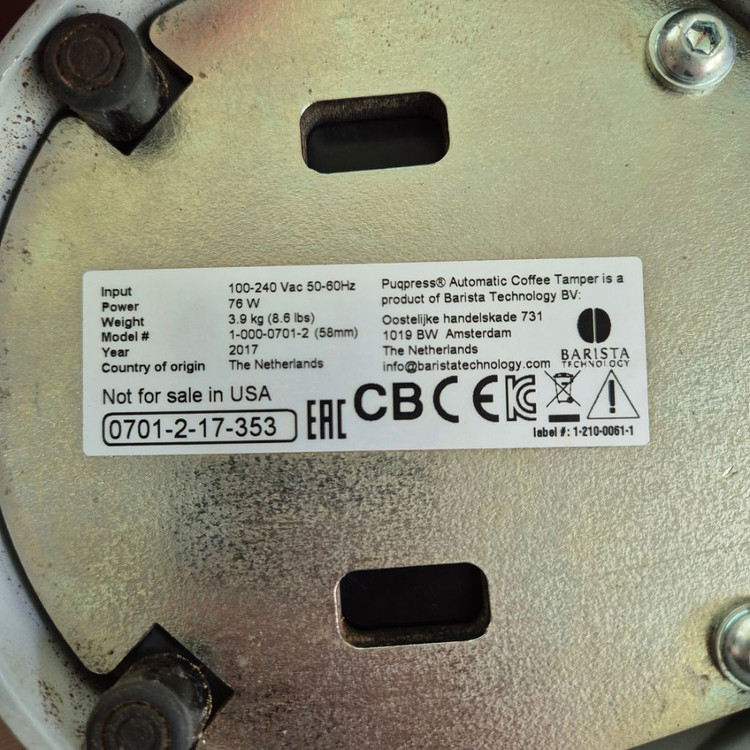 Input 100-240 Vac 50-60Hz
Power 76 W
Weight 3.9 kg (8.6 lbs)
Model # 1-000-0701-2 (58mm)
Year 2017
Country of origin The Netherlands
Not for sale in USA
0701-2-17-353
Puqpress® Automatic Coffee Tamper is a
product of Barista Technology BV:
Oostelijke handelskade 731
1019 BW Amsterdam
The Netherlands
info@baristatechnology.com
BARISTA
TECHNOLOGY
EAC CB CE KC
label #: 1-210-0061-1